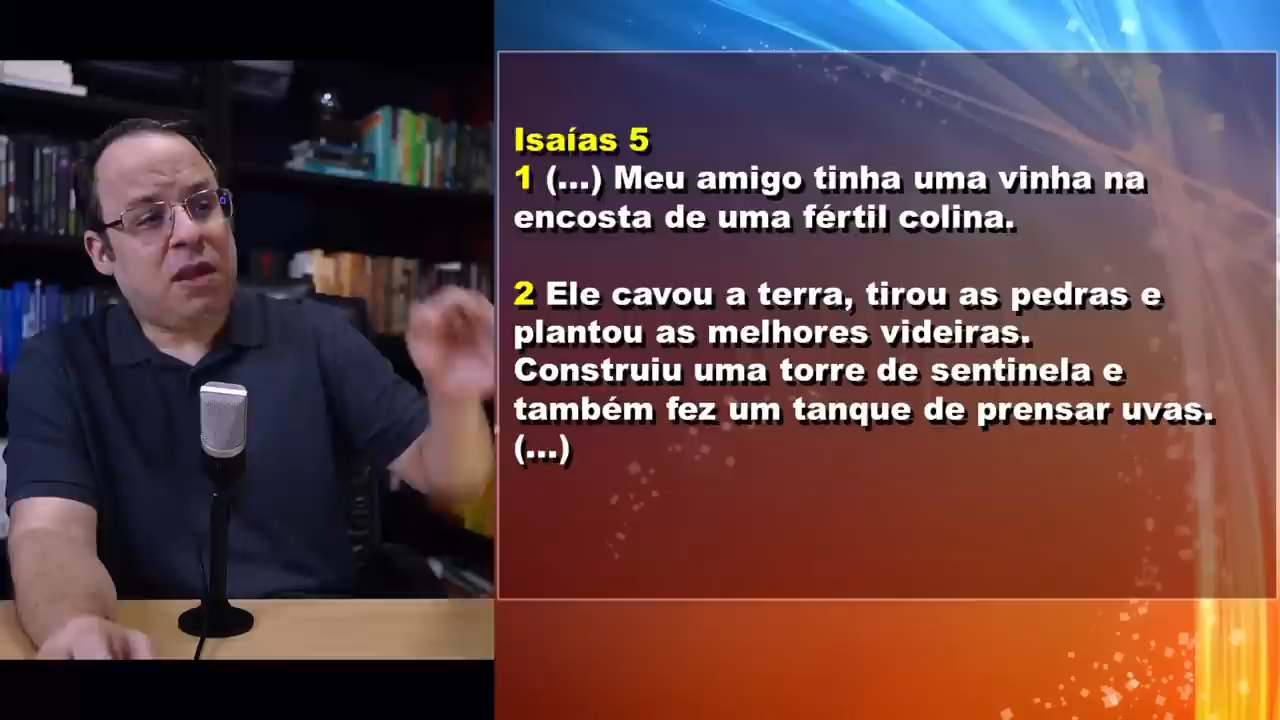 Isaías 5
1 (...) Meu amigo tinha uma vinha na
encosta de uma fértil colina.
2 Ele cavou a terra, tirou as pedras e
plantou as melhores videiras.
Construiu uma torre de sentinela e
também fez um tanque de prensar uvas.
(...)